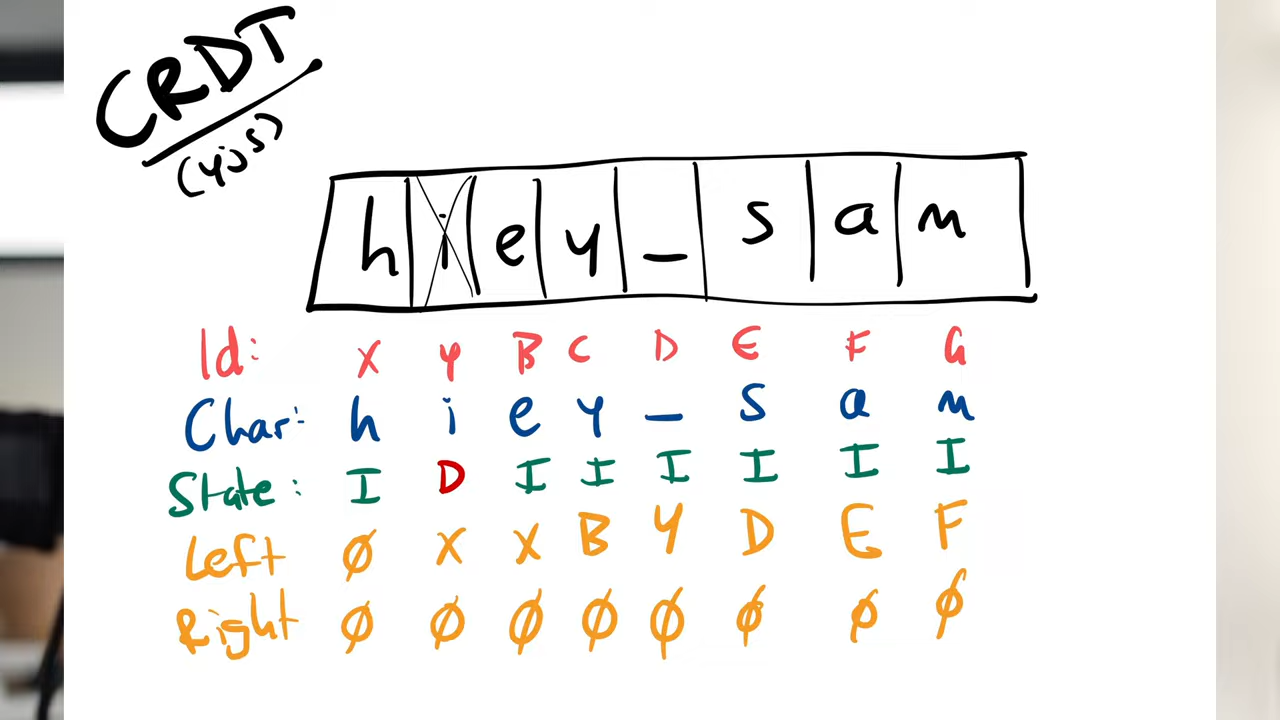 CRDT
(yjs)
h i e y _ s a m
Id: X Y B C D E F G
Char: h i e y _ s a m
State: I D I I I I I I
Left Ø X X B Y D E F
Right Ø Ø Ø Ø Ø Ø Ø Ø